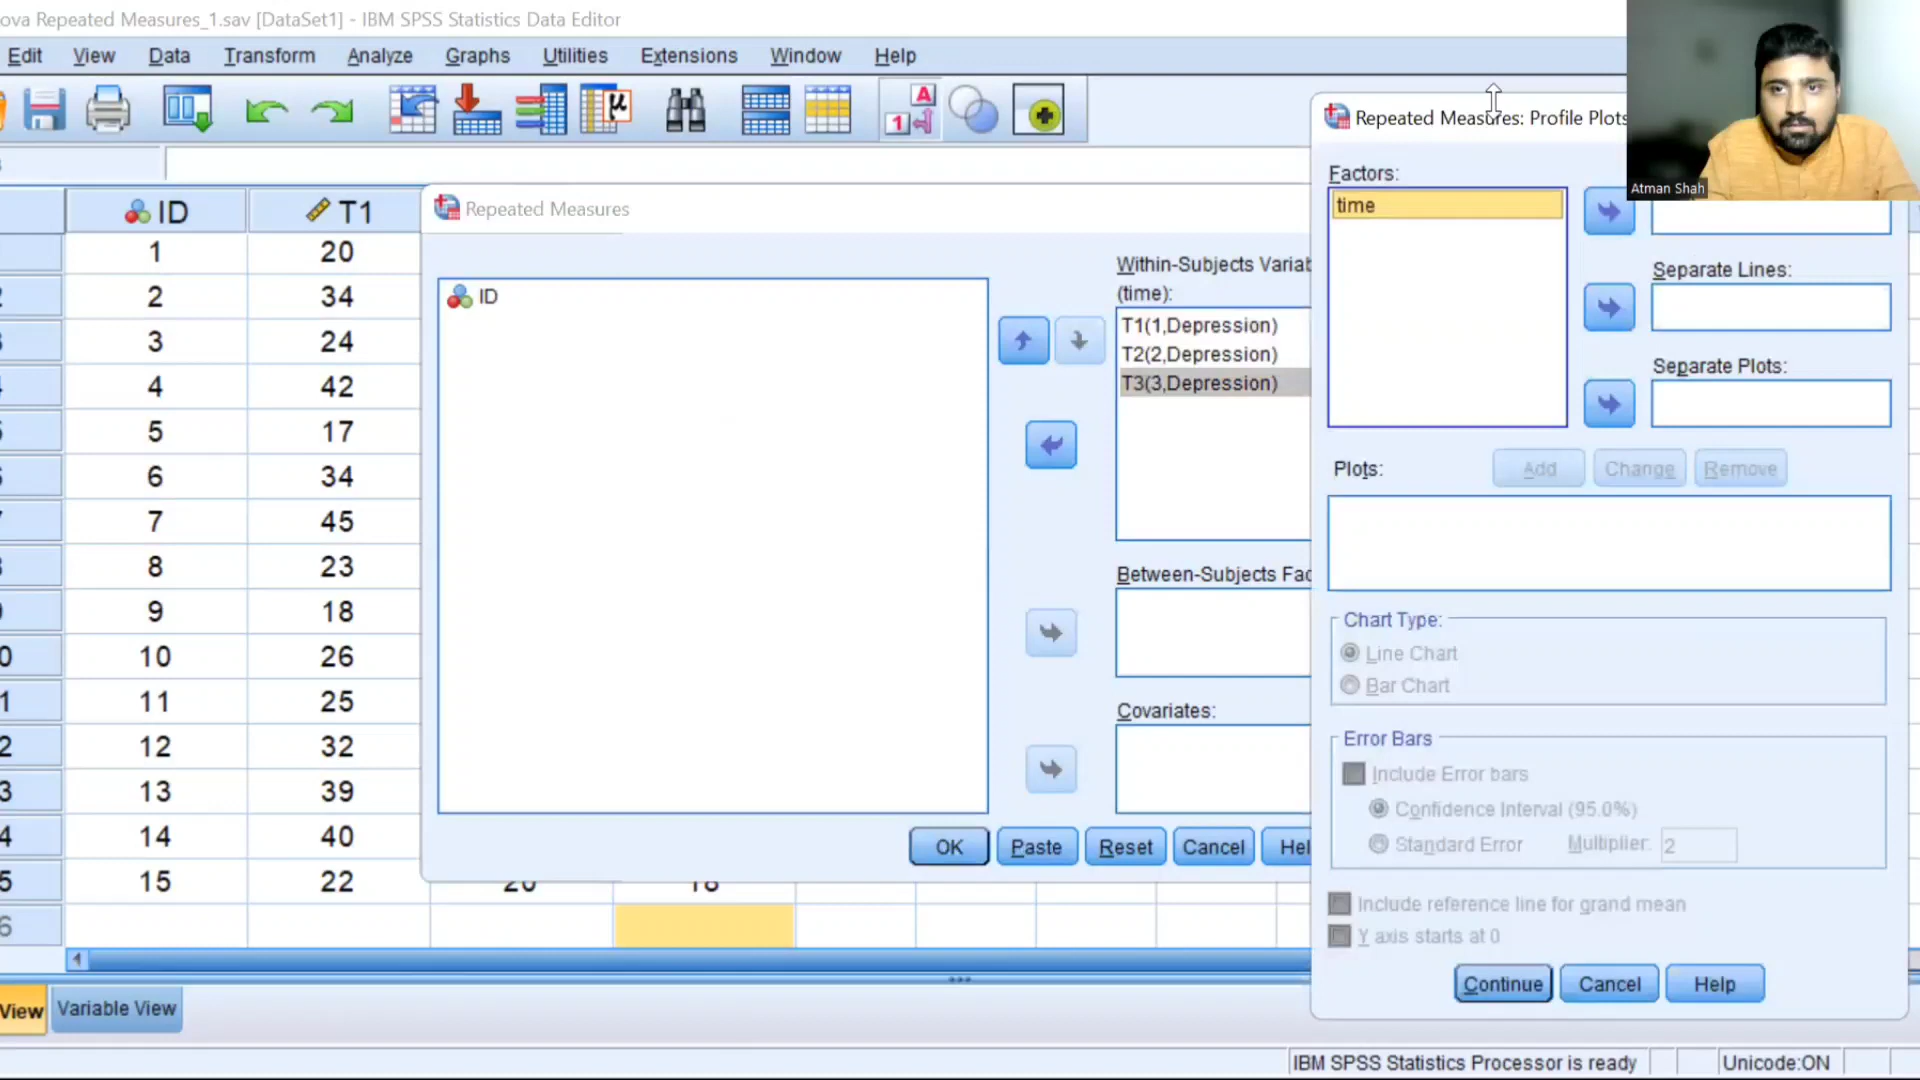 ova Repeated Measures_1.sav [DataSet1] - IBM SPSS Statistics Data Editor
Edit View Data Transform Analyze Graphs Utilities Extensions Window Help
Repeated Measures: Profile Plots
Atman Shah
ID T1
1 20
2 34
3 24
4 42
5 17
6 34
7 45
8 23
9 18
10 26
11 25
12 32
13 39
14 40
15 22 20 18
Repeated Measures
ID
Within-Subjects Variab
(time):
T1(1,Depression)
T2(2,Depression)
T3(3,Depression)
Between-Subjects Fac
Covariates:
OK Paste Reset Cancel Hel
Factors:
time
Separate Lines:
Separate Plots:
Plots: Add Change Remove
Chart Type:
Line Chart
Bar Chart
Error Bars
Include Error bars
Confidence Interval (95.0%)
Standard Error Multiplier: 2
Include reference line for grand mean
Y axis starts at 0
Continue Cancel Help
View Variable View
IBM SPSS Statistics Processor is ready Unicode:ON